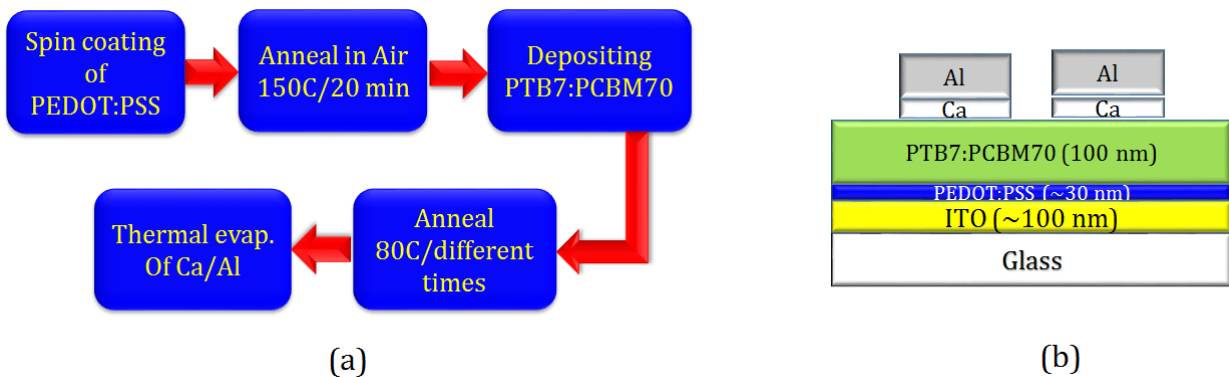 Spin coating
of
PEDOT:PSS
Anneal in Air
150C/20 min
Depositing
PTB7:PCBM70
Anneal
80C/different
times
Thermal evap.
Of Ca/Al
(a)
Al
Ca
Al
Ca
PTB7:PCBM70 (100 nm)
PEDOT:PSS (~30 nm)
ITO (~100 nm)
Glass
(b)